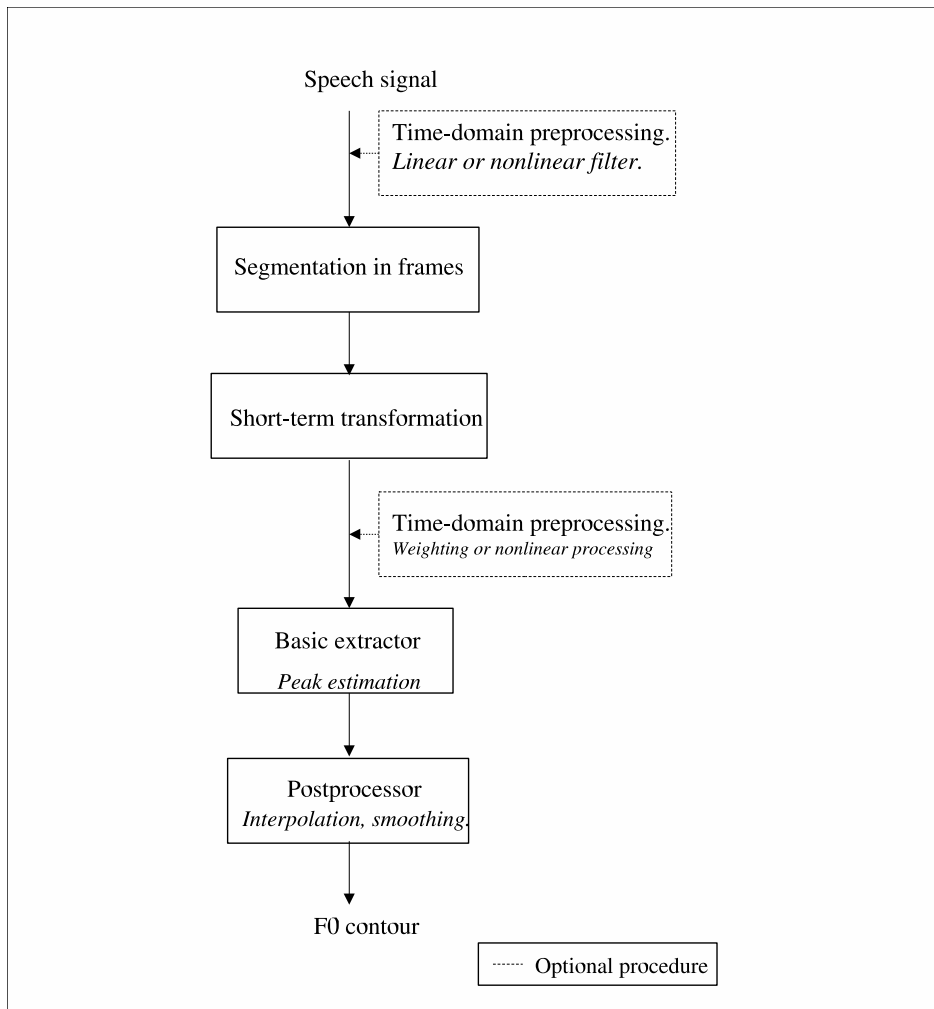 Speech signal
Time-domain preprocessing.
Linear or nonlinear filter.
Segmentation in frames
Short-term transformation
Time-domain preprocessing.
Weighting or nonlinear processing
Basic extractor
Peak estimation
Postprocessor
Interpolation, smoothing.
F0 contour
Optional procedure